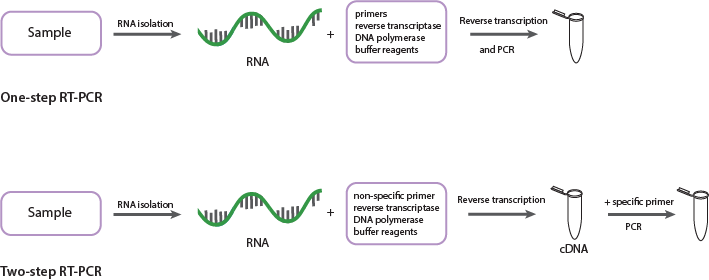 Sample
RNA isolation
RNA
+
primers
reverse transcriptase
DNA polymerase
buffer reagents
Reverse transcription
and PCR
One-step RT-PCR
Sample
RNA isolation
RNA
+
non-specific primer
reverse transcriptase
DNA polymerase
buffer reagents
Reverse transcription
cDNA
+ specific primer
PCR
Two-step RT-PCR